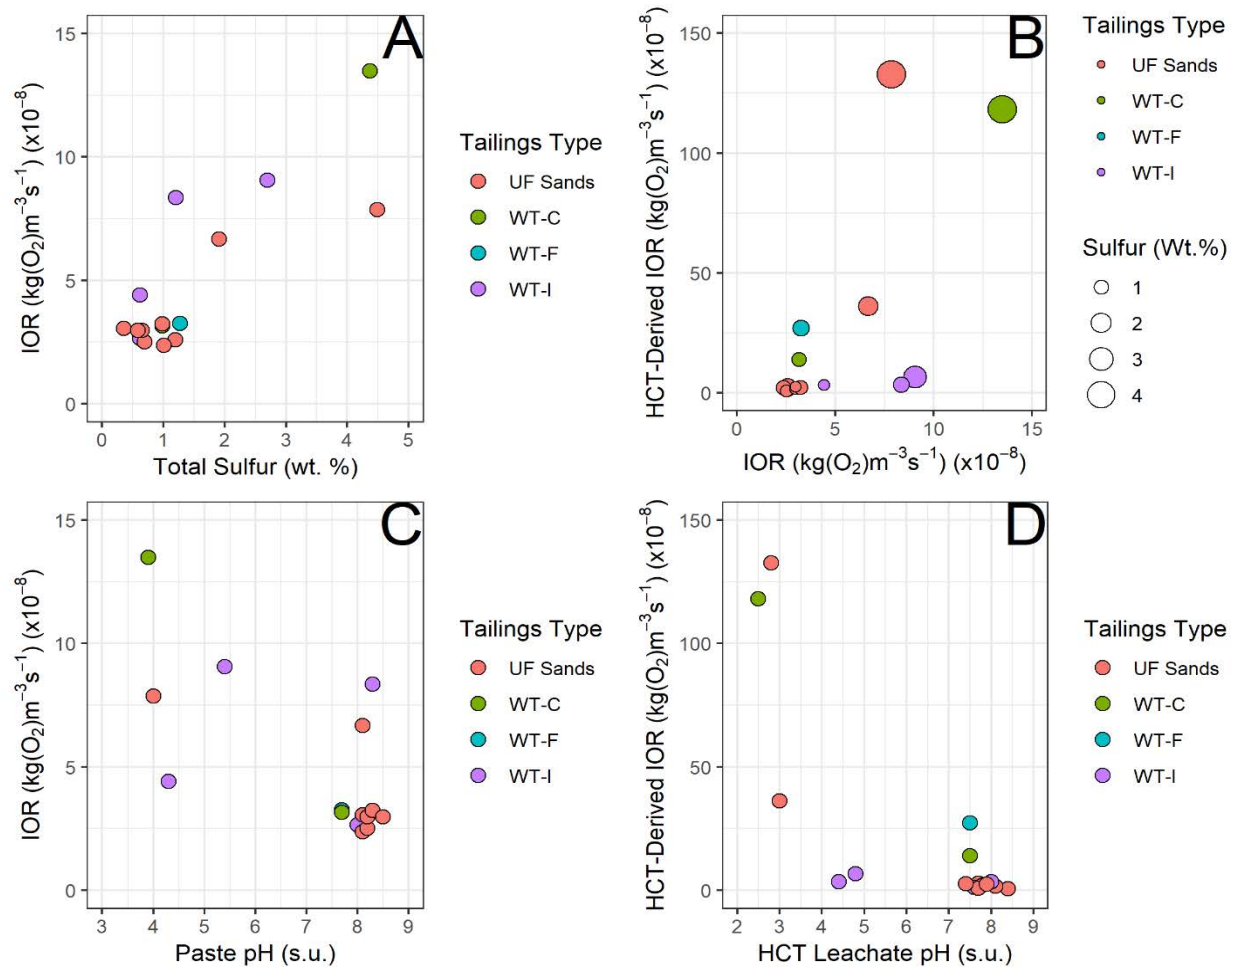 A
IOR (kg(O₂)m⁻³s⁻¹) (x10⁻⁸)
15
10
5
0
0 1 2 3 4 5
Total Sulfur (wt. %)
Tailings Type
UF Sands
WT-C
WT-F
WT-I
B
HCT-Derived IOR (kg(O₂)m⁻³s⁻¹) (x10⁻⁸)
150
100
50
0
0 5 10 15
IOR (kg(O₂)m⁻³s⁻¹) (x10⁻⁸)
Tailings Type
UF Sands
WT-C
WT-F
WT-I
Sulfur (Wt.%)
1
2
3
4
C
IOR (kg(O₂)m⁻³s⁻¹) (x10⁻⁸)
15
10
5
0
3 4 5 6 7 8 9
Paste pH (s.u.)
Tailings Type
UF Sands
WT-C
WT-F
WT-I
D
HCT-Derived IOR (kg(O₂)m⁻³s⁻¹) (x10⁻⁸)
150
100
50
0
2 3 4 5 6 7 8 9
HCT Leachate pH (s.u.)
Tailings Type
UF Sands
WT-C
WT-F
WT-I